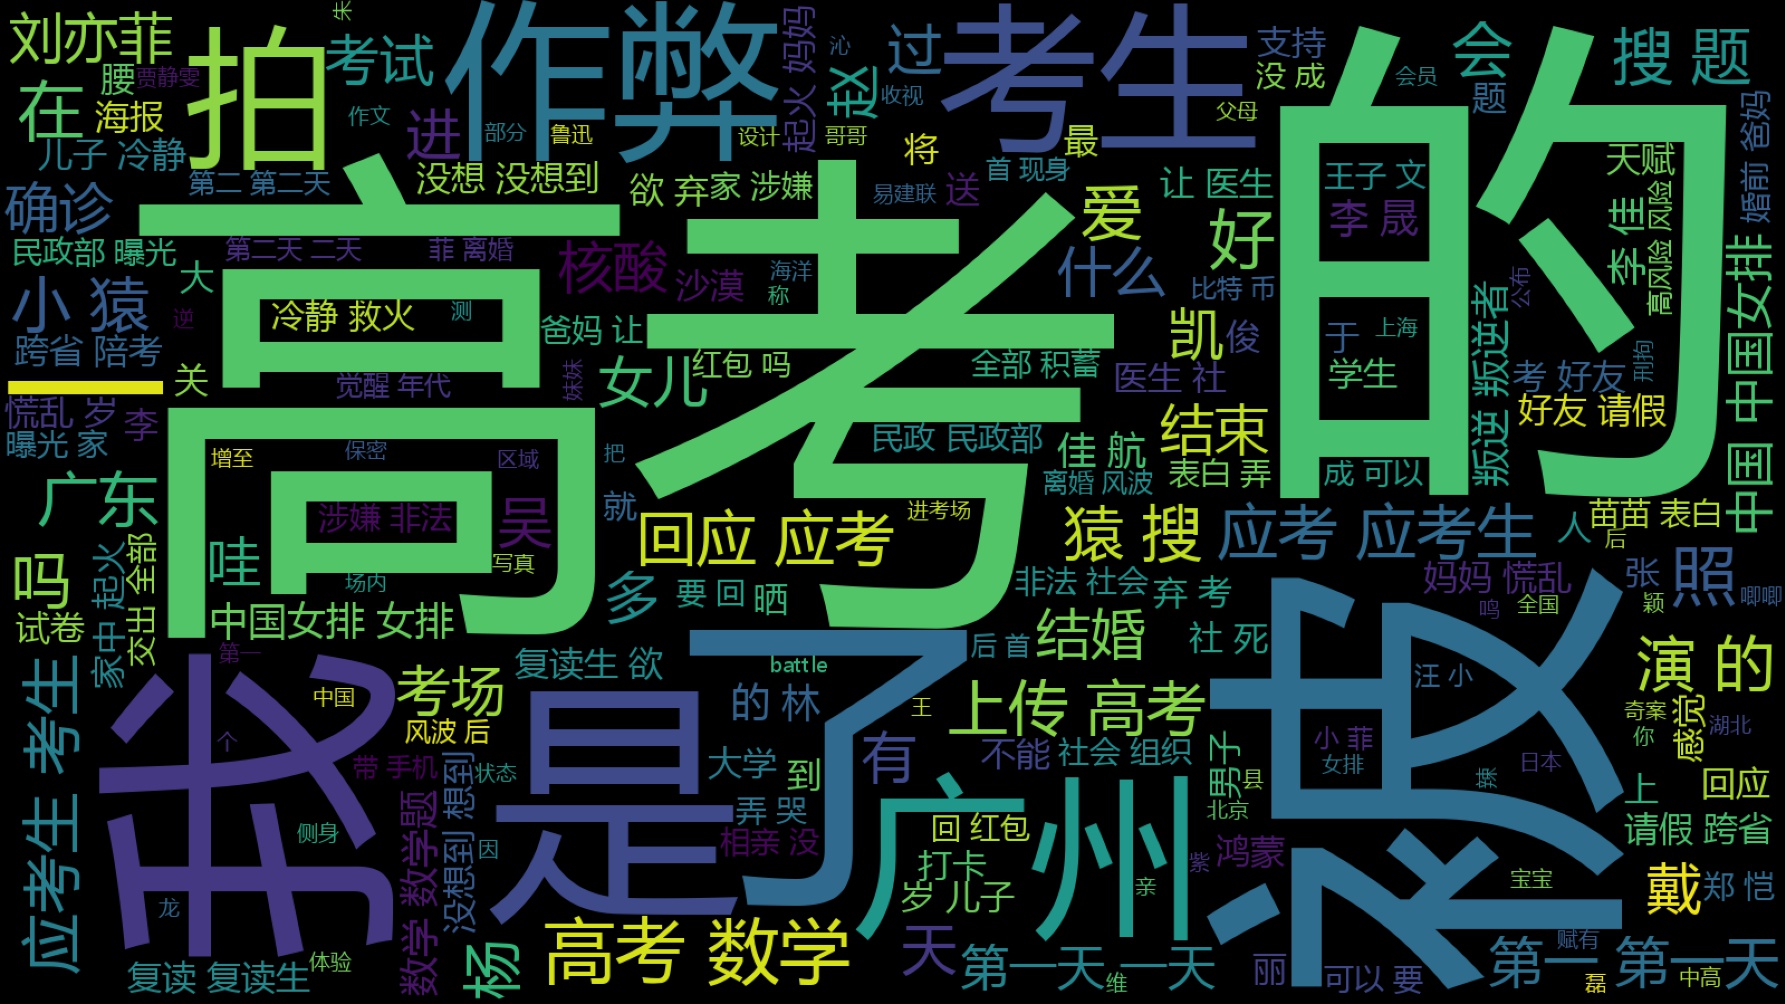 刘亦菲
拍
考试
作弊
朱
妈妈
起火
沁
赵
过
收视
考生
支持
没 成
父母
的
会员
会
题
搜 题
在
腰
贾静雯
海报
儿子 冷静
作文
进
部分
鲁迅
设计
哥哥
将
最
首 现身
第二 第二天
没想 没想到
欲 弃
家 涉嫌
易建联
送
爱
让 医生
王子 文
李 晟
天赋
婚前 爸妈
高风险 风险
李 佳
确诊
高考
民政部 曝光
第二天 二天
菲 离婚
核酸
沙漠
海洋
称
什么
好
比特 币
公布
中国 中国女排
小 猿
大
逆
冷静 救火
测
爸妈 让
凯
俊
于
上海
学生
叛逆 叛逆者
刑拘
跨省 陪考
一
关
觉醒 年代
妹妹
女儿
红包 吗
全部 积蓄
医生 社
考 好友
好友 请假
慌乱 岁
李
曝光 家
增至
保密
区域
把
民政 民政部
佳 航
结束
离婚 风波
表白 弄
成 可以
广东
涉嫌 非法
吴
就
回应 应考
进考场
猿 搜
应考 应考生
人
苗苗 表白
后
吗
家中 起火
交出 全部
哇
场内
写真
多
要 回
晒
非法 社会
弃 考
妈妈 慌乱
张
照
唧唧
鸣
全国
颖
试卷
中国女排 女排
了
后 首
结婚
社 死
没
演 的
应考生 考生
我
第一
中国
考场
风波 后
复读生 欲
battle
的 林
王
上传 高考
汪 小
小 菲
女排
日本
奇案
你
感觉
湖北
个
带 手机
没想到 想到
状态
是
大学
到
有
不能
社会 组织
男子
县
北京
上
回应
弄 哭
相亲 没
广州
回 红包
打卡
岁 儿子
亲
紫
鸿蒙
请假 跨省
侧身
数学 数学题
因
龙
宝宝
戴
郑 恺
复读 复读生
体验
杨
高考 数学
天
第一天 一天
维
丽
可以 要
赋有
第一 第一天
磊
中高